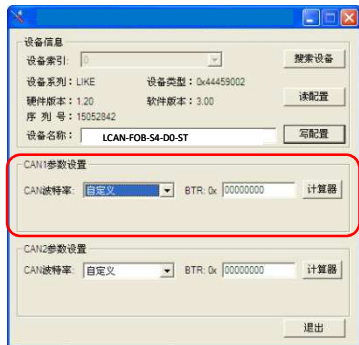 设备信息
设备索引: 0 搜索设备
设备系列: LIKE 设备类型: 0x44459002
硬件版本: 1.20 软件版本: 3.00 读配置
序 列 号: 15052842
设备名称: LCAN-FOB-S4-D0-ST 写配置
CAN1参数设置
CAN波特率: 自定义 BTR: 0x 00000000 计算器
CAN2参数设置
CAN波特率: 自定义 BTR: 0x 00000000 计算器
退出